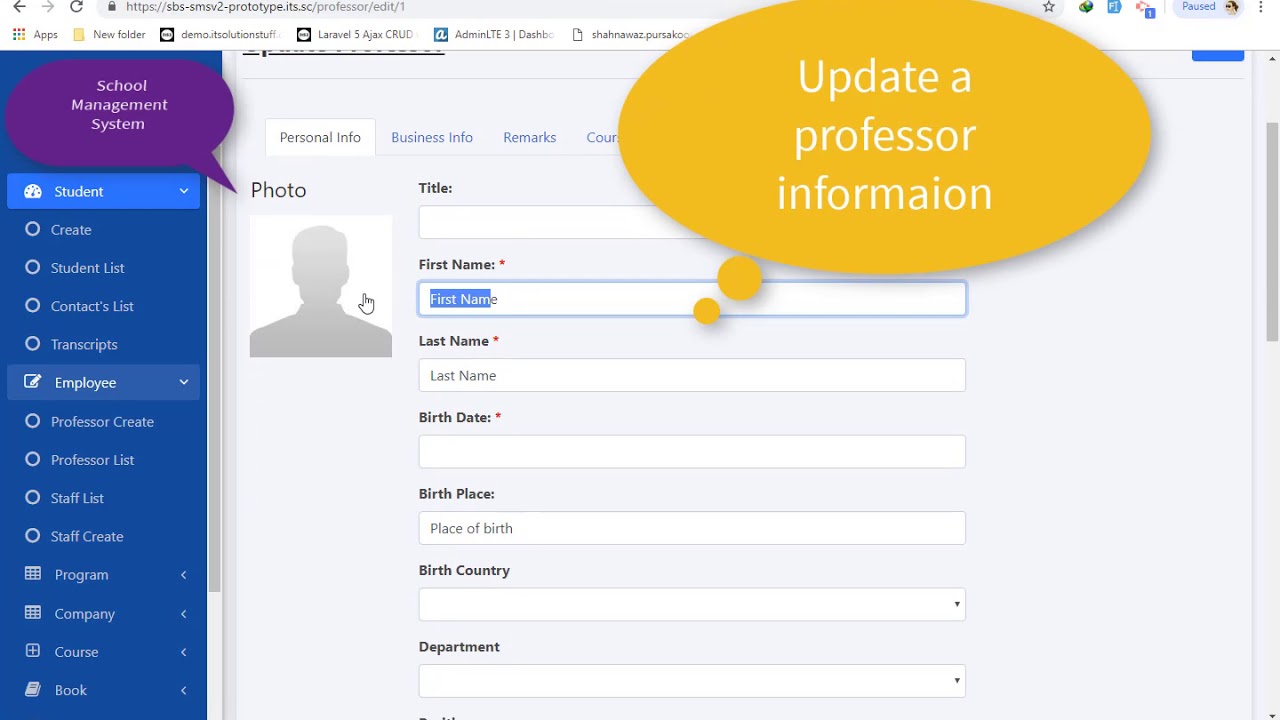 https://sbs-smsv2-prototype.its.sc/professor/edit/1
Paused
Apps
New folder
demo.itsolutionstuff.c
Laravel 5 Ajax CRUD
AdminLTE 3 | Dashbo
shahnawaz.pursakoo
Update Professor
School
Management
System
Update a
professor
informaion
Personal Info
Business Info
Remarks
Cour
Student
Create
Student List
Contact's List
Transcripts
Employee
Professor Create
Professor List
Staff List
Staff Create
Program
Company
Course
Book
Photo
Title:
First Name: *
First Name
Last Name *
Last Name
Birth Date: *
Birth Place:
Place of birth
Birth Country
Department